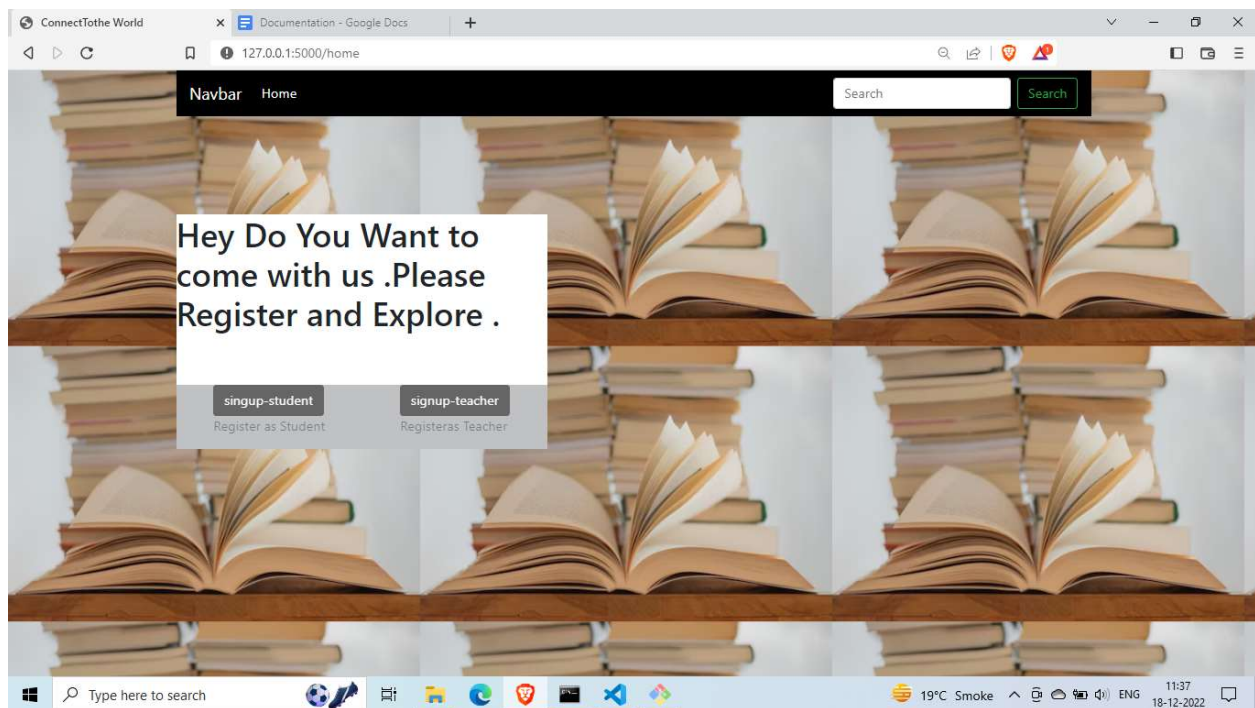 ConnectTothe World
Documentation - Google Docs
127.0.0.1:5000/home
Navbar Home Search Search
Hey Do You Want to
come with us .Please
Register and Explore .
singup-student signup-teacher
Register as Student Registeras Teacher
Type here to search
19°C Smoke ENG 11:37
18-12-2022